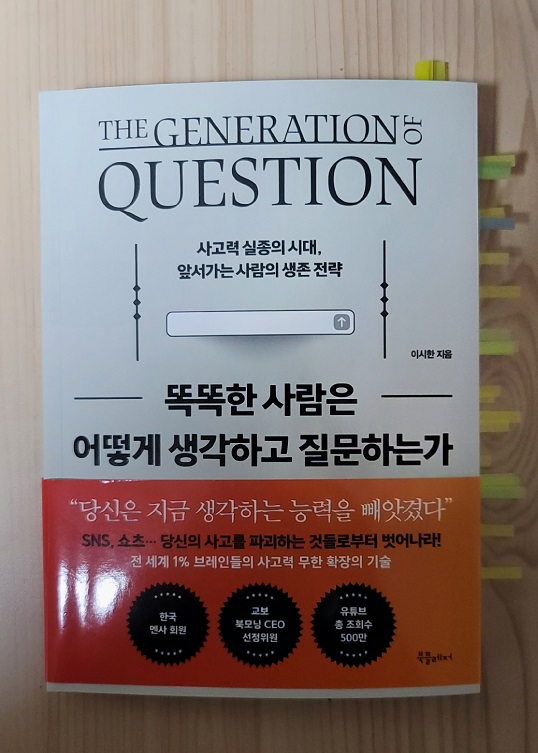 THE GENERATION OF
QUESTION
사고력 실종의 시대,
앞서가는 사람의 생존 전략
이시한 지음
똑똑한 사람은
어떻게 생각하고 질문하는가
“당신은 지금 생각하는 능력을 빼앗겼다”
SNS, 쇼츠… 당신의 사고를 파괴하는 것들로부터 벗어나라!
전 세계 1% 브레인들의 사고력 무한 확장의 기술
한국
멘사 회원
교보
북모닝 CEO
선정위원
유튜브
총 조회수
500만